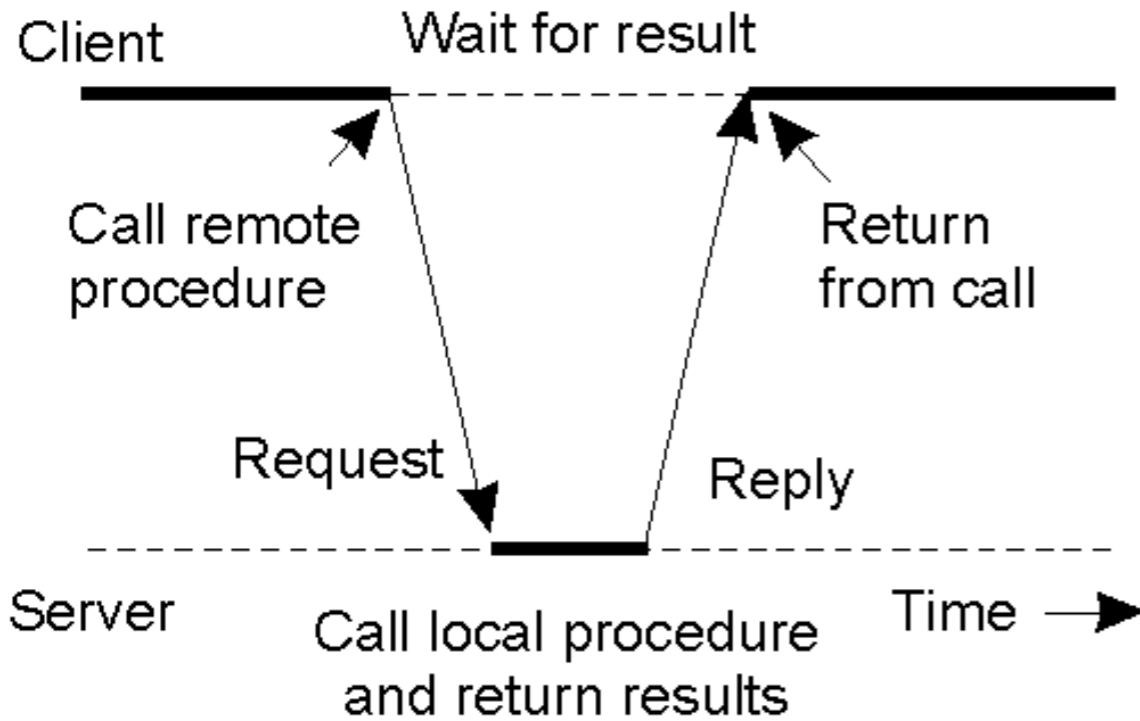 Client
Wait for result
Call remote
procedure
Return
from call
Request
Reply
Server
Call local procedure
and return results
Time